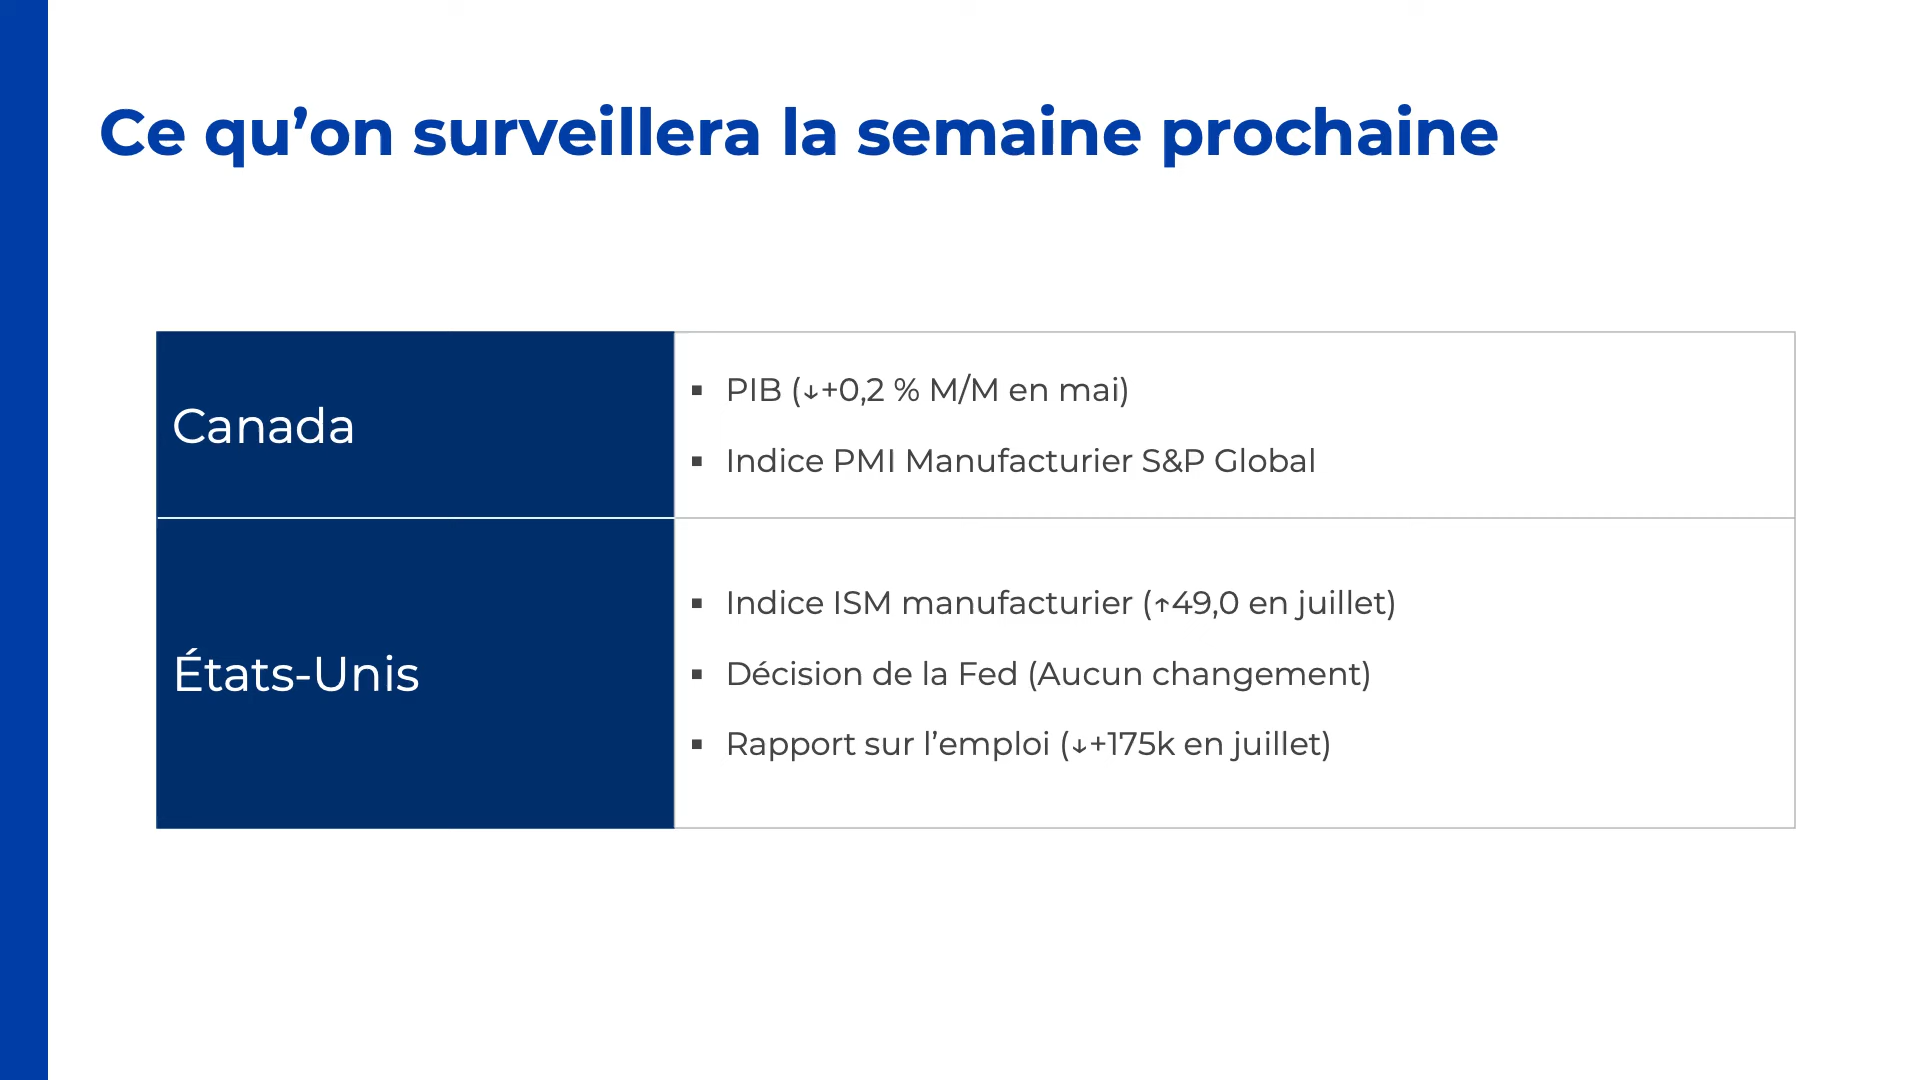 Ce qu’on surveillera la semaine prochaine
Canada
▪ PIB (↓+0,2 % M/M en mai)
▪ Indice PMI Manufacturier S&P Global
États-Unis
▪ Indice ISM manufacturier (↑49,0 en juillet)
▪ Décision de la Fed (Aucun changement)
▪ Rapport sur l’emploi (↓+175k en juillet)